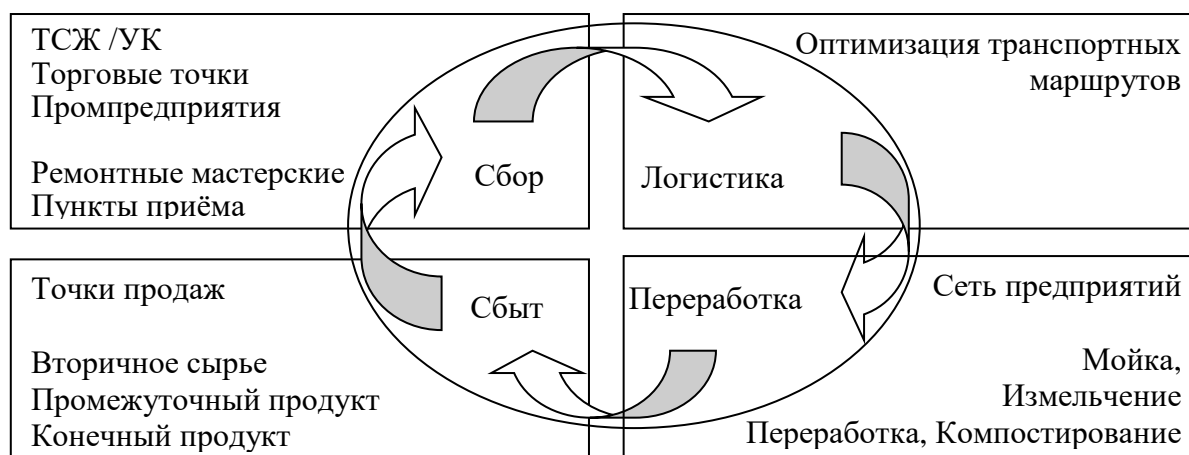 ТСЖ /УК
Торговые точки
Промпредприятия
Ремонтные мастерские
Пункты приёма
Сбор
Оптимизация транспортных
маршрутов
Логистика
Точки продаж
Сбыт
Вторичное сырье
Промежуточный продукт
Конечный продукт
Переработка
Сеть предприятий
Мойка,
Измельчение
Переработка, Компостирование